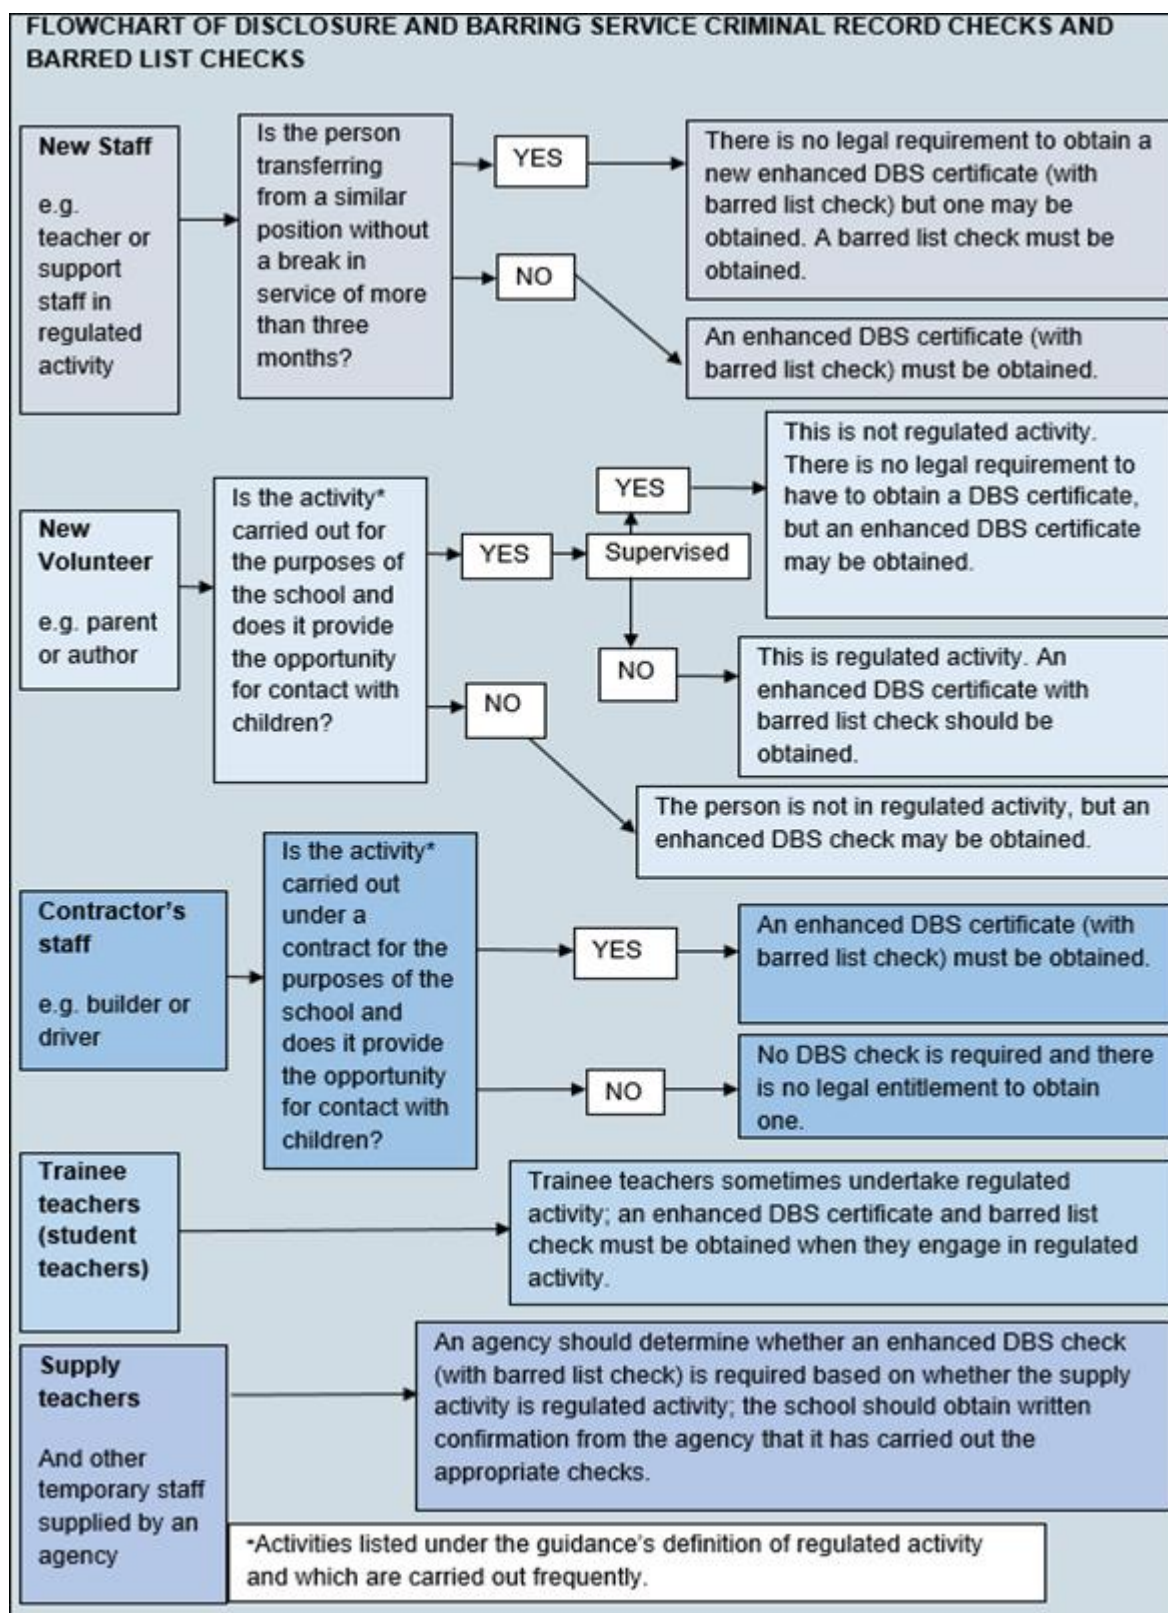 FLOWCHART OF DISCLOSURE AND BARRING SERVICE CRIMINAL RECORD CHECKS AND
BARRED LIST CHECKS
New Staff
e.g.
teacher or
support
staff in
regulated
activity
Is the person
transferring
from a similar
position without
a break in
service of more
than three
months?
YES
There is no legal requirement to obtain a
new enhanced DBS certificate (with
barred list check) but one may be
obtained. A barred list check must be
obtained.
NO
An enhanced DBS certificate (with
barred list check) must be obtained.
New
Volunteer
e.g. parent
or author
Is the activity*
carried out for
the purposes of
the school and
does it provide
the opportunity
for contact with
children?
YES
Supervised
YES
This is not regulated activity.
There is no legal requirement to
have to obtain a DBS certificate,
but an enhanced DBS certificate
may be obtained.
NO
This is regulated activity. An
enhanced DBS certificate with
barred list check should be
obtained.
NO
The person is not in regulated activity, but an
enhanced DBS check may be obtained.
Contractor's
staff
e.g. builder or
driver
Is the activity*
carried out
under a
contract for the
purposes of the
school and
does it provide
the opportunity
for contact with
children?
YES
An enhanced DBS certificate (with
barred list check) must be obtained.
NO
No DBS check is required and there
is no legal entitlement to obtain
one.
Trainee
teachers
(student
teachers)
Trainee teachers sometimes undertake regulated
activity; an enhanced DBS certificate and barred list
check must be obtained when they engage in regulated
activity.
Supply
teachers
And other
temporary staff
supplied by an
agency
An agency should determine whether an enhanced DBS check
(with barred list check) is required based on whether the supply
activity is regulated activity; the school should obtain written
confirmation from the agency that it has carried out the
appropriate checks.
*Activities listed under the guidance's definition of regulated activity
and which are carried out frequently.